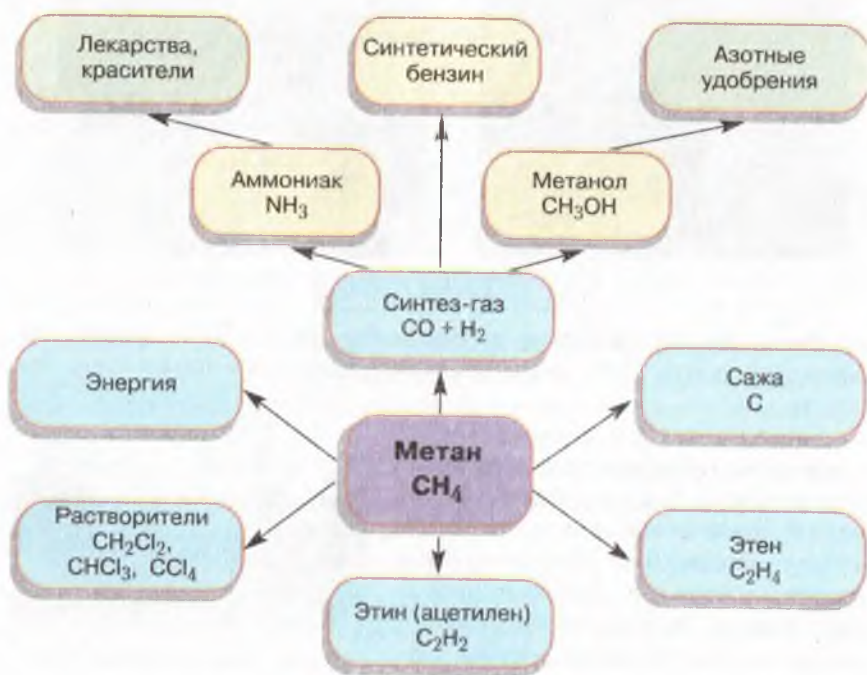 Лекарства,
красители
Синтетический
бензин
Азотные
удобрения
Аммониак
NH₃
Метанол
CH₃OH
Синтез-газ
CO + H₂
Энергия
Сажа
C
Метан
CH₄
Растворители
CH₂Cl₂,
CHCl₃, CCl₄
Этен
C₂H₄
Этин (ацетилен)
C₂H₂